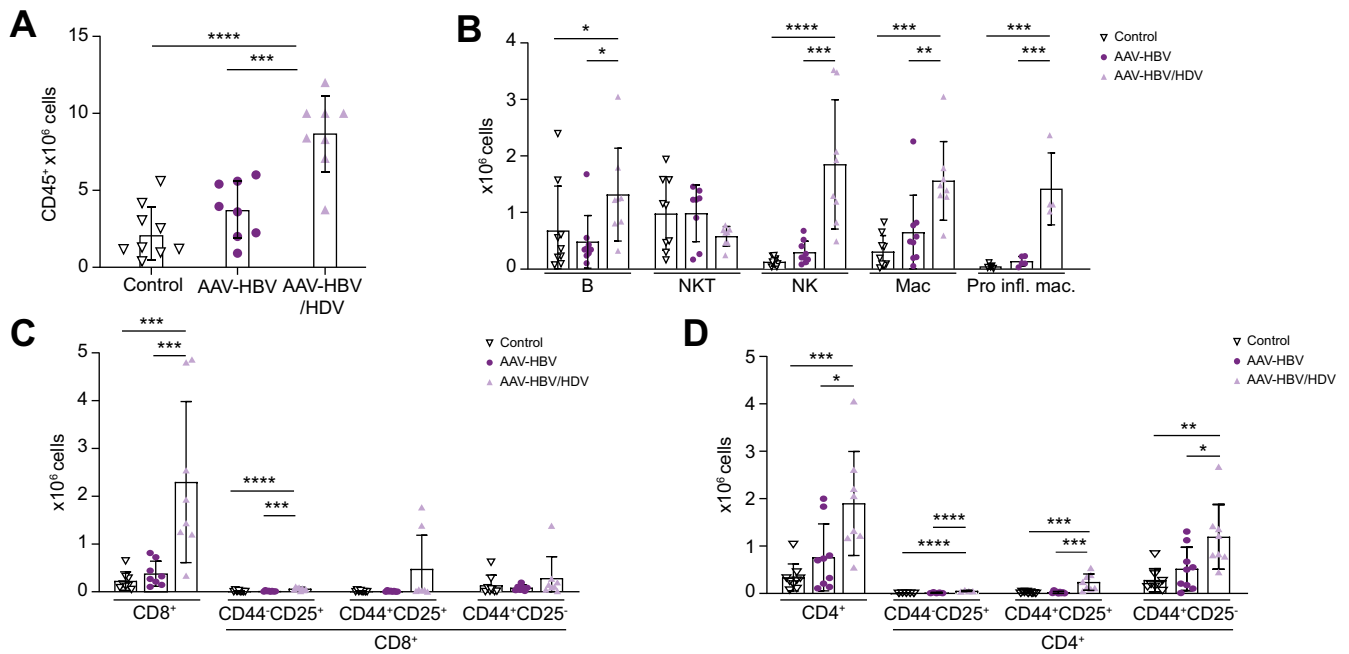 A
CD45⁺ x10⁶ cells
15
10
5
0
****
***
Control
AAV-HBV
AAV-HBV
/HDV
B
x10⁶ cells
4
3
2
1
0
*
*
****
***
***
**
***
***
B
NKT
NK
Mac
Pro infl. mac.
Control
AAV-HBV
AAV-HBV/HDV
C
x10⁶ cells
5
4
3
2
1
0
***
***
****
***
CD8⁺
CD44⁻CD25⁺
CD44⁺CD25⁺
CD44⁺CD25⁻
CD8⁺
Control
AAV-HBV
AAV-HBV/HDV
D
x10⁶ cells
5
4
3
2
1
0
***
*
****
****
***
***
**
*
CD4⁺
CD44⁻CD25⁺
CD44⁺CD25⁺
CD44⁺CD25⁻
CD4⁺
Control
AAV-HBV
AAV-HBV/HDV